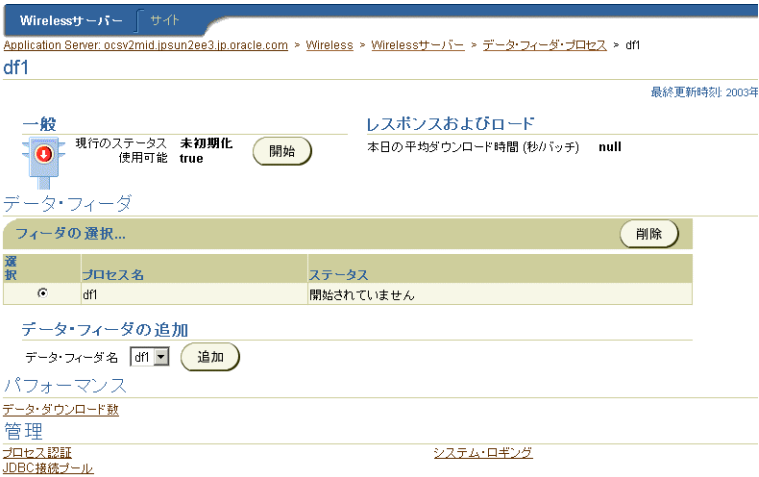 Wirelessサーバー サイト
Application Server: ocsv2mid.jpsun2ee3.jp.oracle.com > Wireless > Wirelessサーバー > データ・フィーダ・プロセス > df1
df1
最終更新時刻: 2003年
一般
レスポンスおよびロード
現行のステータス 未初期化
使用可能 true
開始
本日の平均ダウンロード時間 (秒/バッチ) null
データ・フィーダ
フィーダの選択...
削除
選択 プロセス名 ステータス
df1 開始されていません
データ・フィーダの追加
データ・フィーダ名 df1 追加
パフォーマンス
データ・ダウンロード数
管理
プロセス認証 システム・ロギング
JDBC接続プール